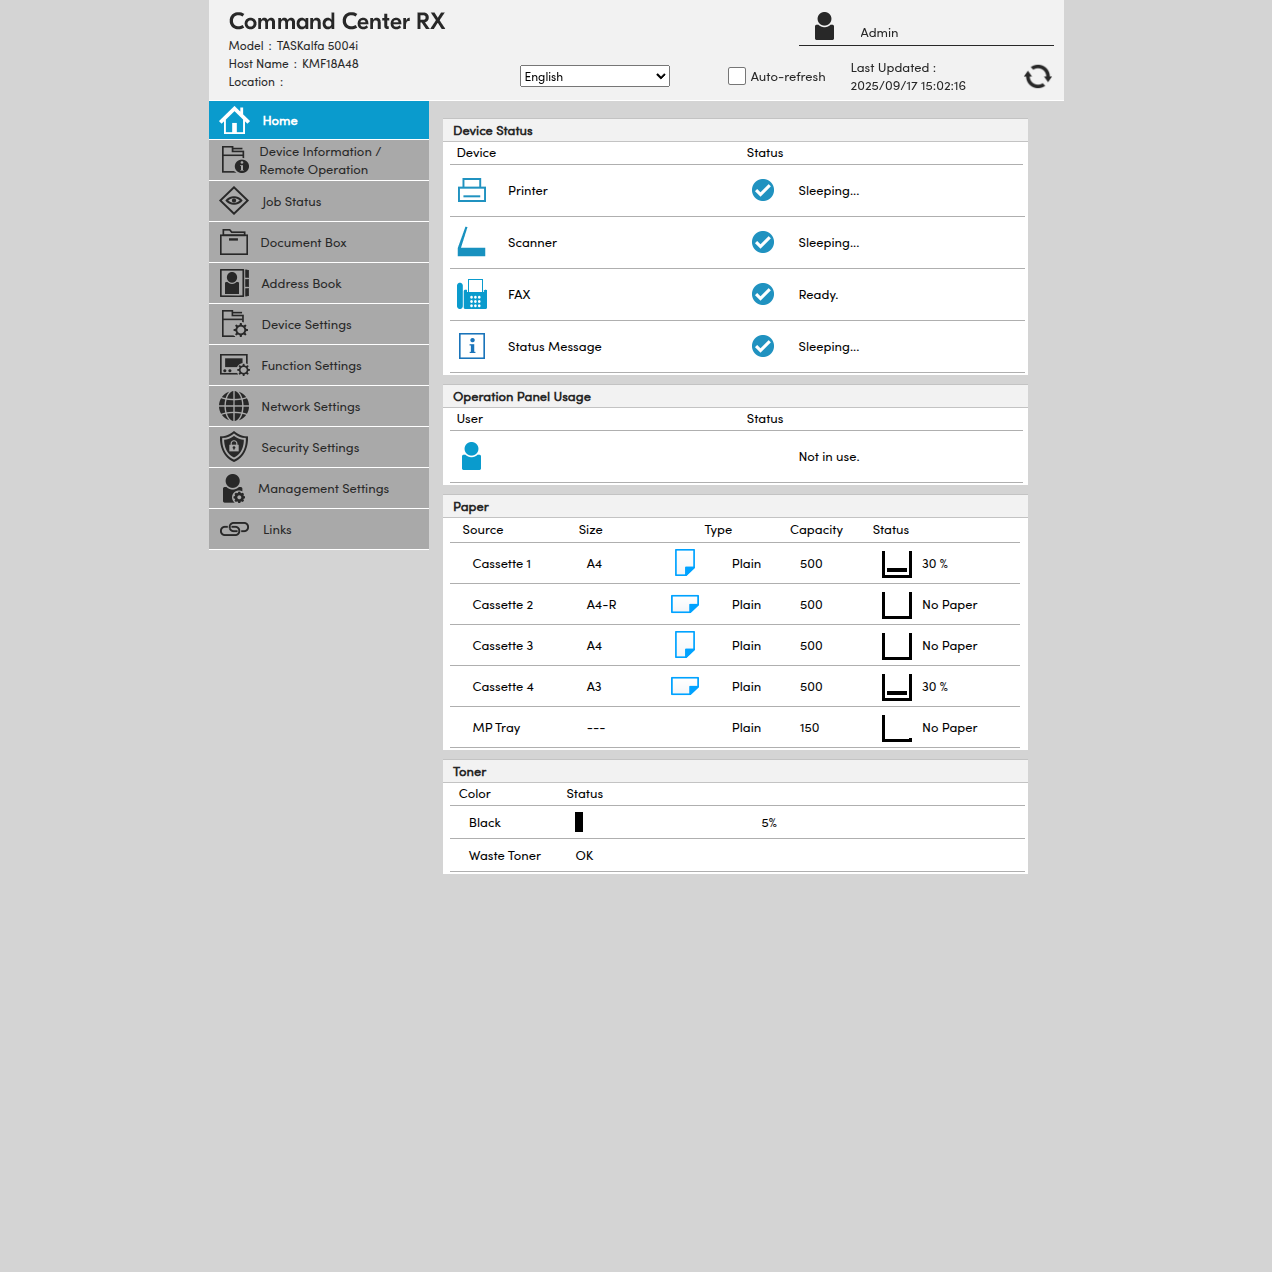 Command Center RX
Model : TASKalfa 5004i
Host Name : KMF18A48
Location :
Admin
English
Auto-refresh
Last Updated :
2025/09/17 15:02:16
Home
Device Information /
Remote Operation
Job Status
Document Box
Address Book
Device Settings
Function Settings
Network Settings
Security Settings
Management Settings
Links
Device Status
Device Status
Printer Sleeping...
Scanner Sleeping...
FAX Ready.
Status Message Sleeping...
Operation Panel Usage
User Status
Not in use.
Paper
Source Size Type Capacity Status
Cassette 1 A4 Plain 500 30 %
Cassette 2 A4-R Plain 500 No Paper
Cassette 3 A4 Plain 500 No Paper
Cassette 4 A3 Plain 500 30 %
MP Tray --- Plain 150 No Paper
Toner
Color Status
Black 5%
Waste Toner OK